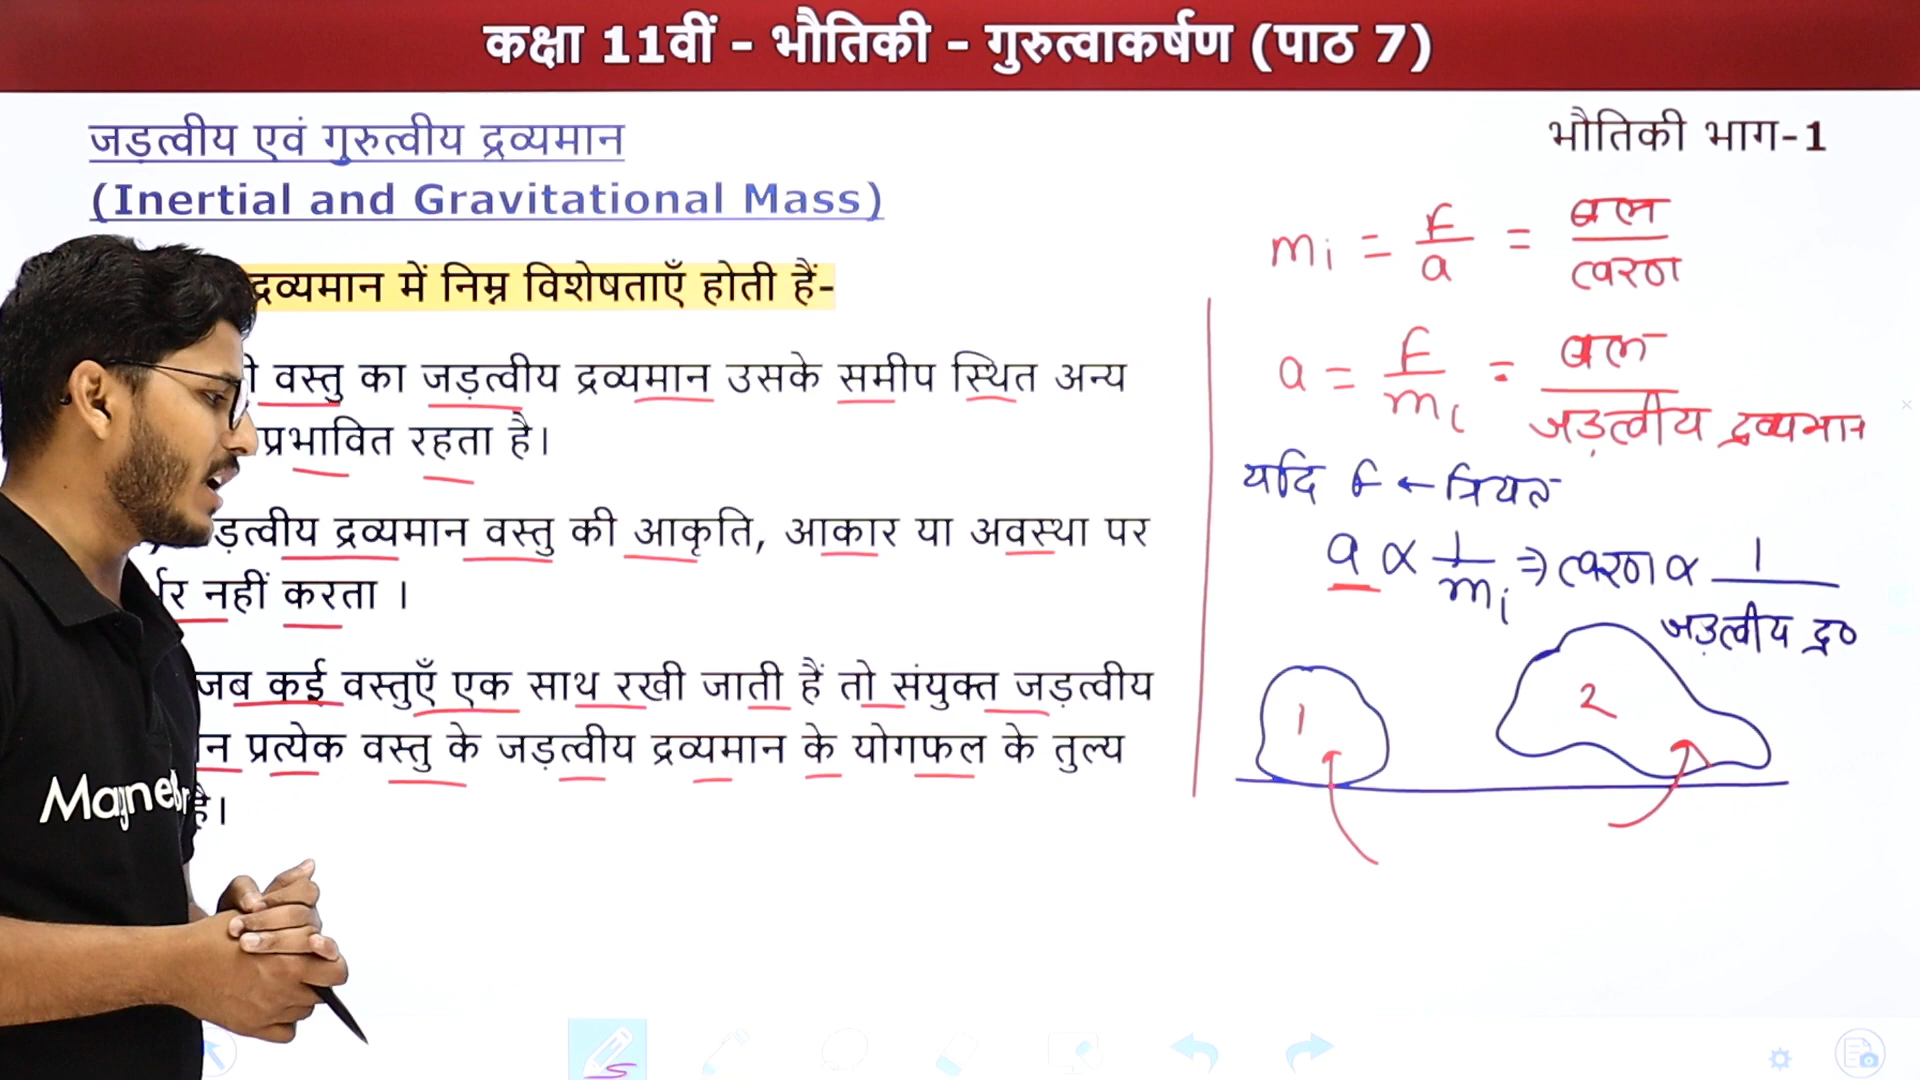 कक्षा 11वीं - भौतिकी - गुरुत्वाकर्षण (पाठ 7)
जड़त्वीय एवं गुरुत्वीय द्रव्यमान
(Inertial and Gravitational Mass)
द्रव्यमान में निम्न विशेषताएँ होती हैं-
वस्तु का जड़त्वीय द्रव्यमान उसके समीप स्थित अन्य
प्रभावित रहता है।
ड़त्वीय द्रव्यमान वस्तु की आकृति, आकार या अवस्था पर
र नहीं करता ।
जब कई वस्तुएँ एक साथ रखी जाती हैं तो संयुक्त जड़त्वीय
न प्रत्येक वस्तु के जड़त्वीय द्रव्यमान के योगफल के तुल्य
है।
भौतिकी भाग-1
mi = F/a = बल/त्वरण
a = F/mi = बल/जड़त्वीय द्रव्यमान
यदि F ← नियत
a ∝ 1/mi ⇒ त्वरण ∝ 1/जड़त्वीय द्र०
1
2
Magnet